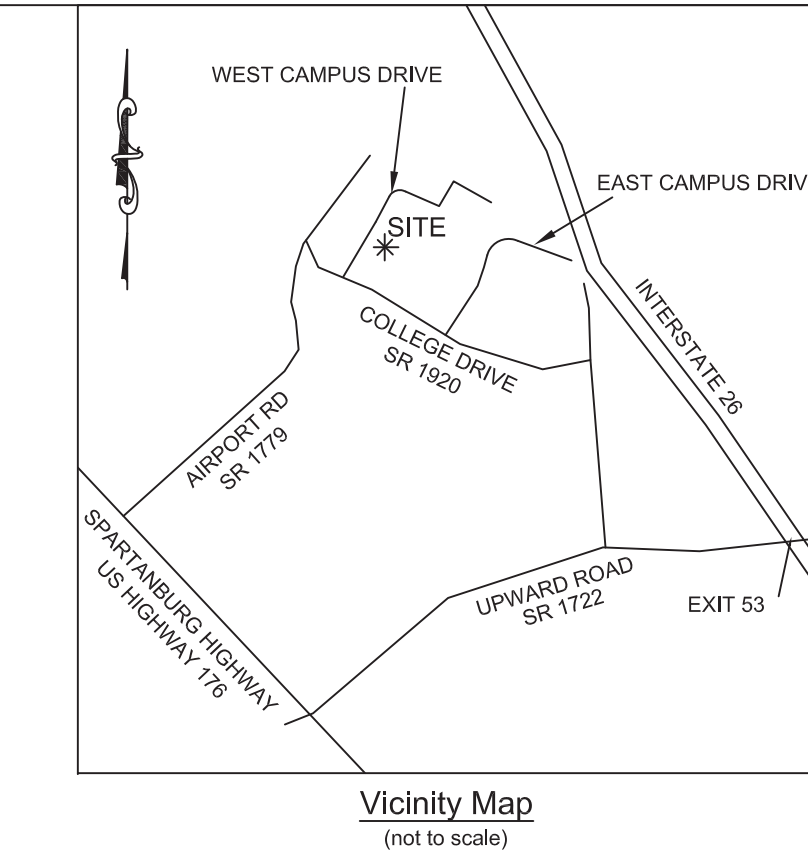 WEST CAMPUS DRIVE
EAST CAMPUS DRIV
SITE
INTERSTATE 26
COLLEGE DRIVE
SR 1920
AIRPORT RD
SR 1779
SPARTANBURG HIGHWAY
US HIGHWAY 176
UPWARD ROAD
SR 1722
EXIT 53
Vicinity Map
(not to scale)